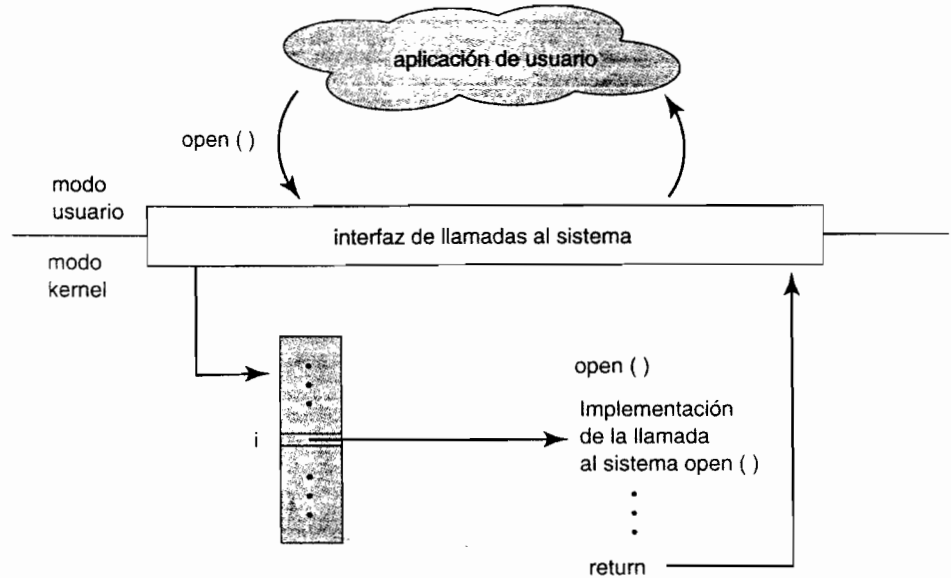 aplicación de usuario
open ( )
modo
usuario
interfaz de llamadas al sistema
modo
kernel
open ( )
Implementación
de la llamada
al sistema open ( )
i
return